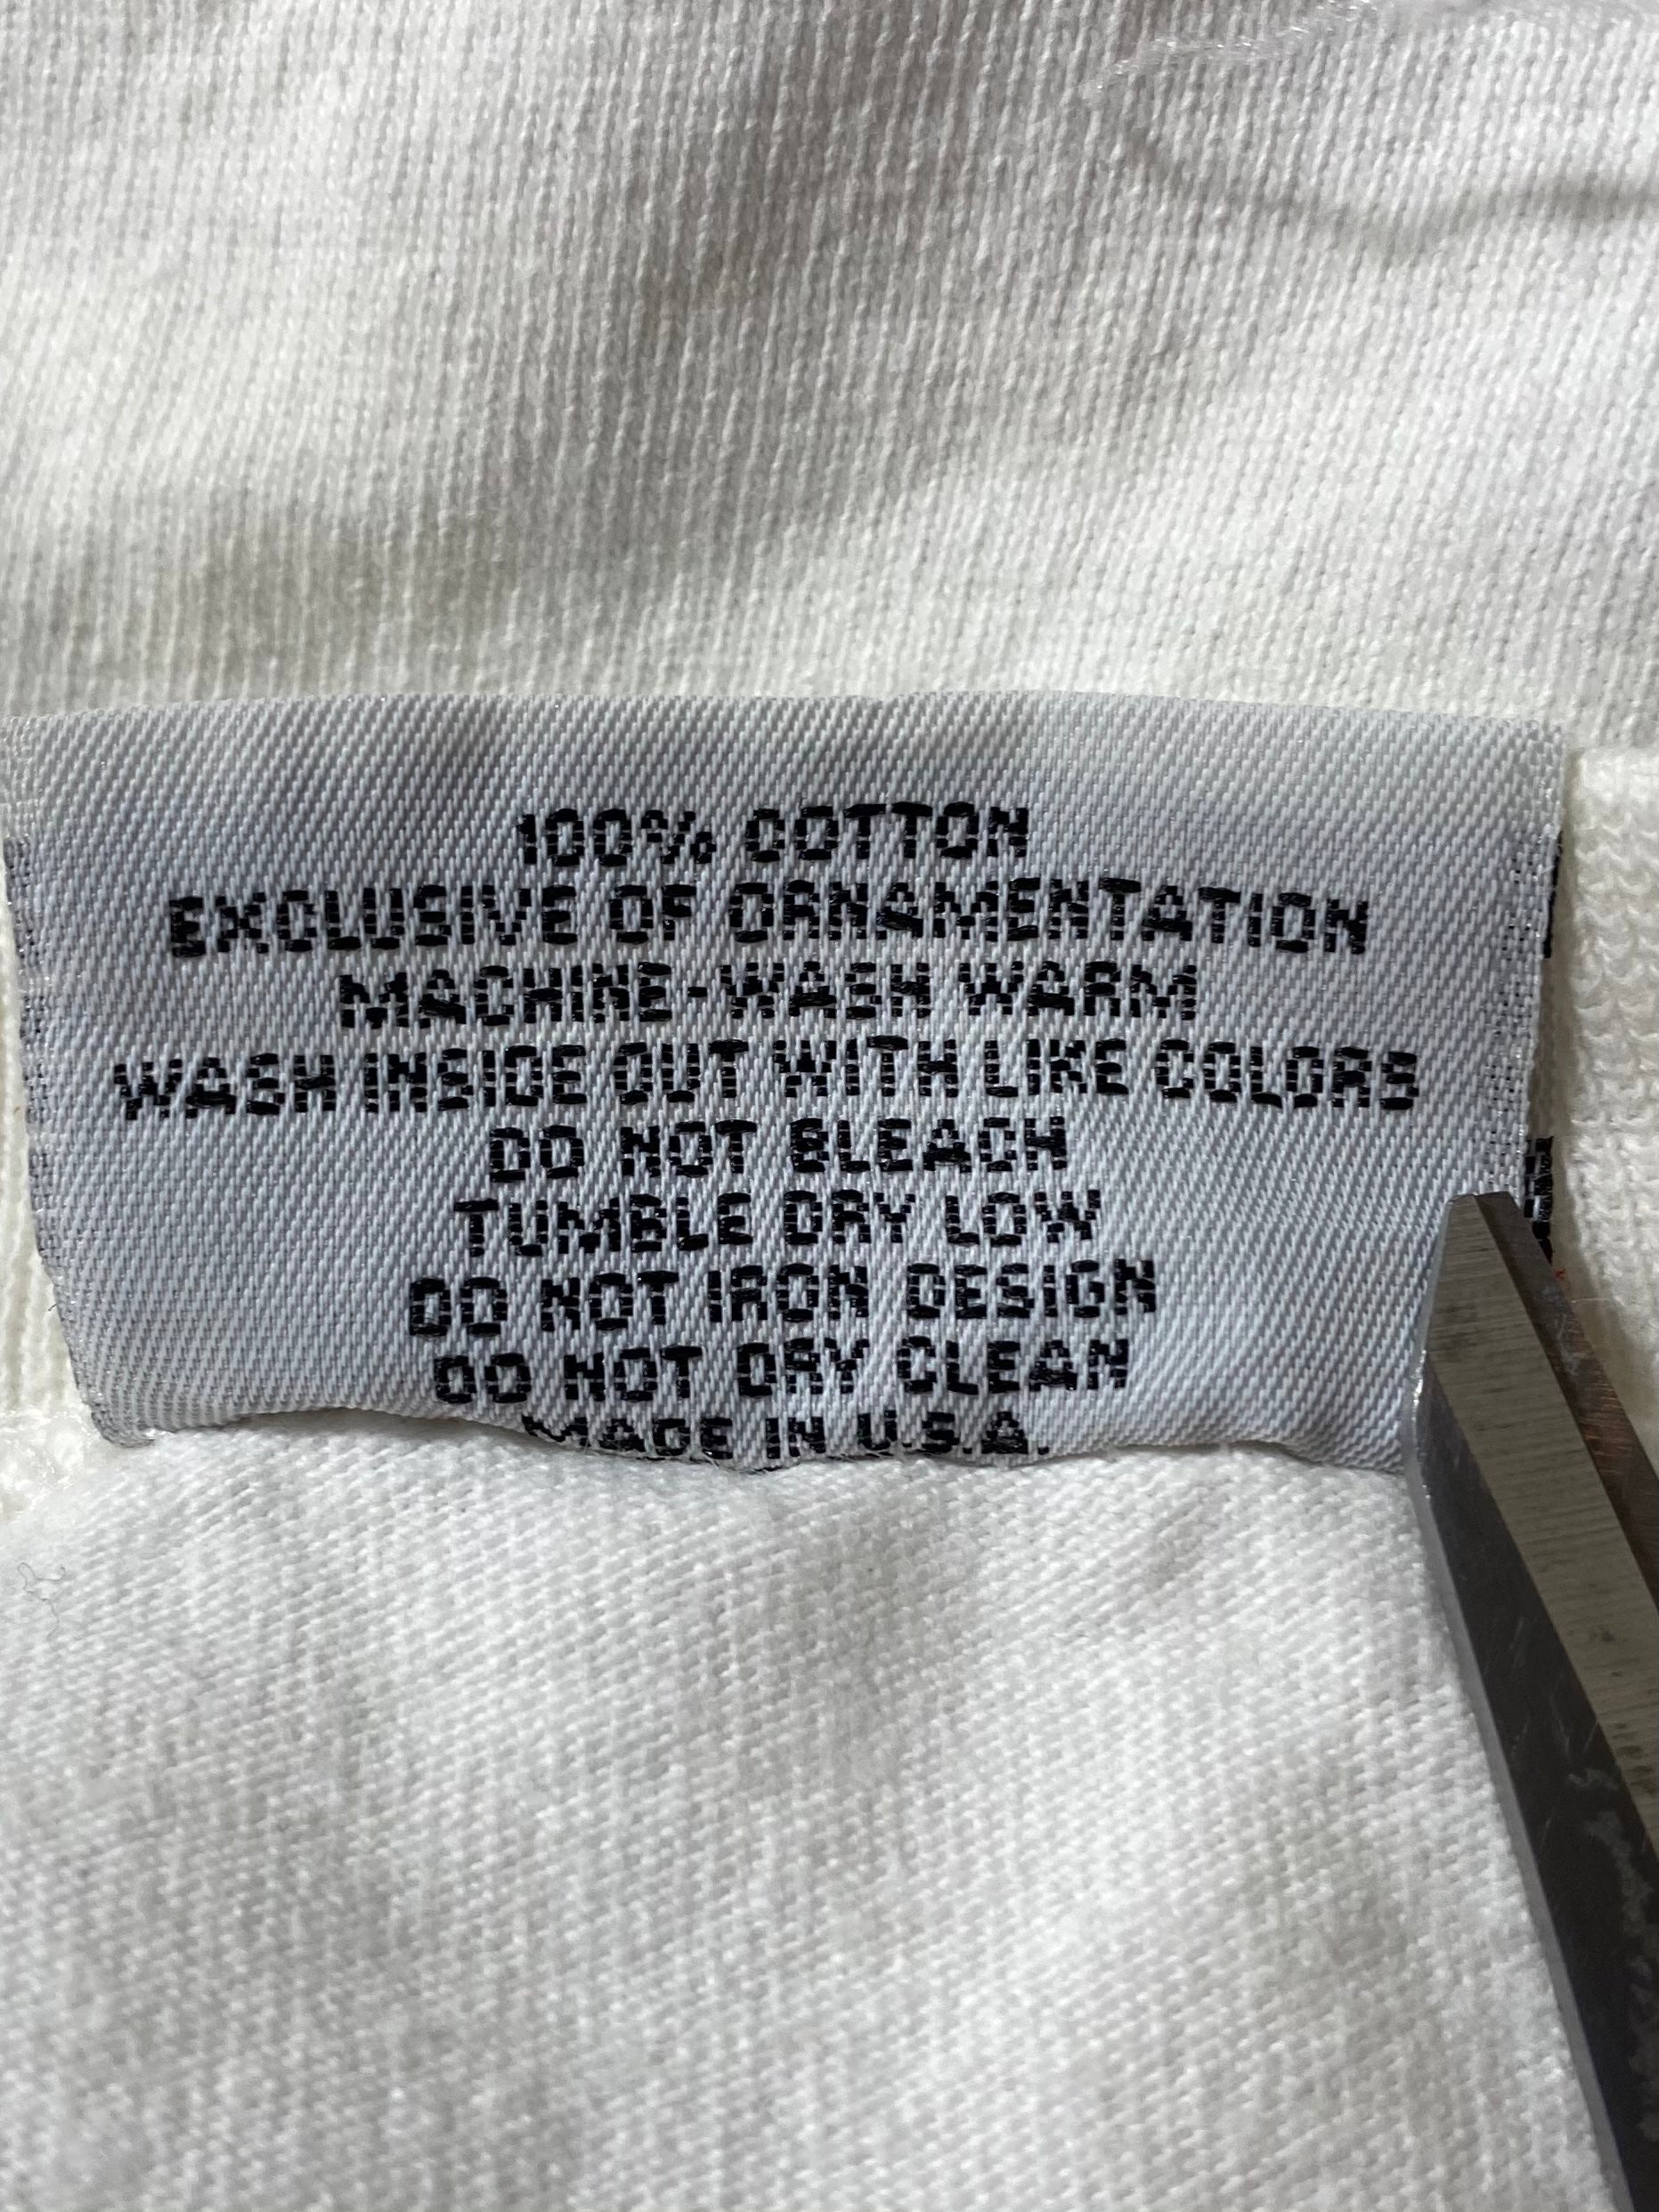 100% COTTON
EXCLUSIVE OF ORNAMENTATION
MACHINE-WASH WARM
WASH INSIDE OUT WITH LIKE COLORS
DO NOT BLEACH
TUMBLE DRY LOW
DO NOT IRON DESIGN
DO NOT DRY CLEAN
MADE IN U.S.A.